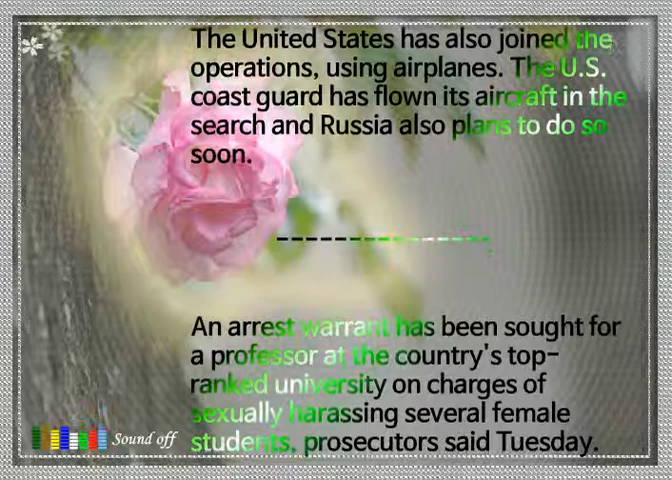 The United States has also joined the
operations, using airplanes. The U.S.
coast guard has flown its aircraft in the
search and Russia also plans to do so
soon.
----------------
An arrest warrant has been sought for
a professor at the country's top-
ranked university on charges of
sexually harassing several female
students, prosecutors said Tuesday.
Sound off